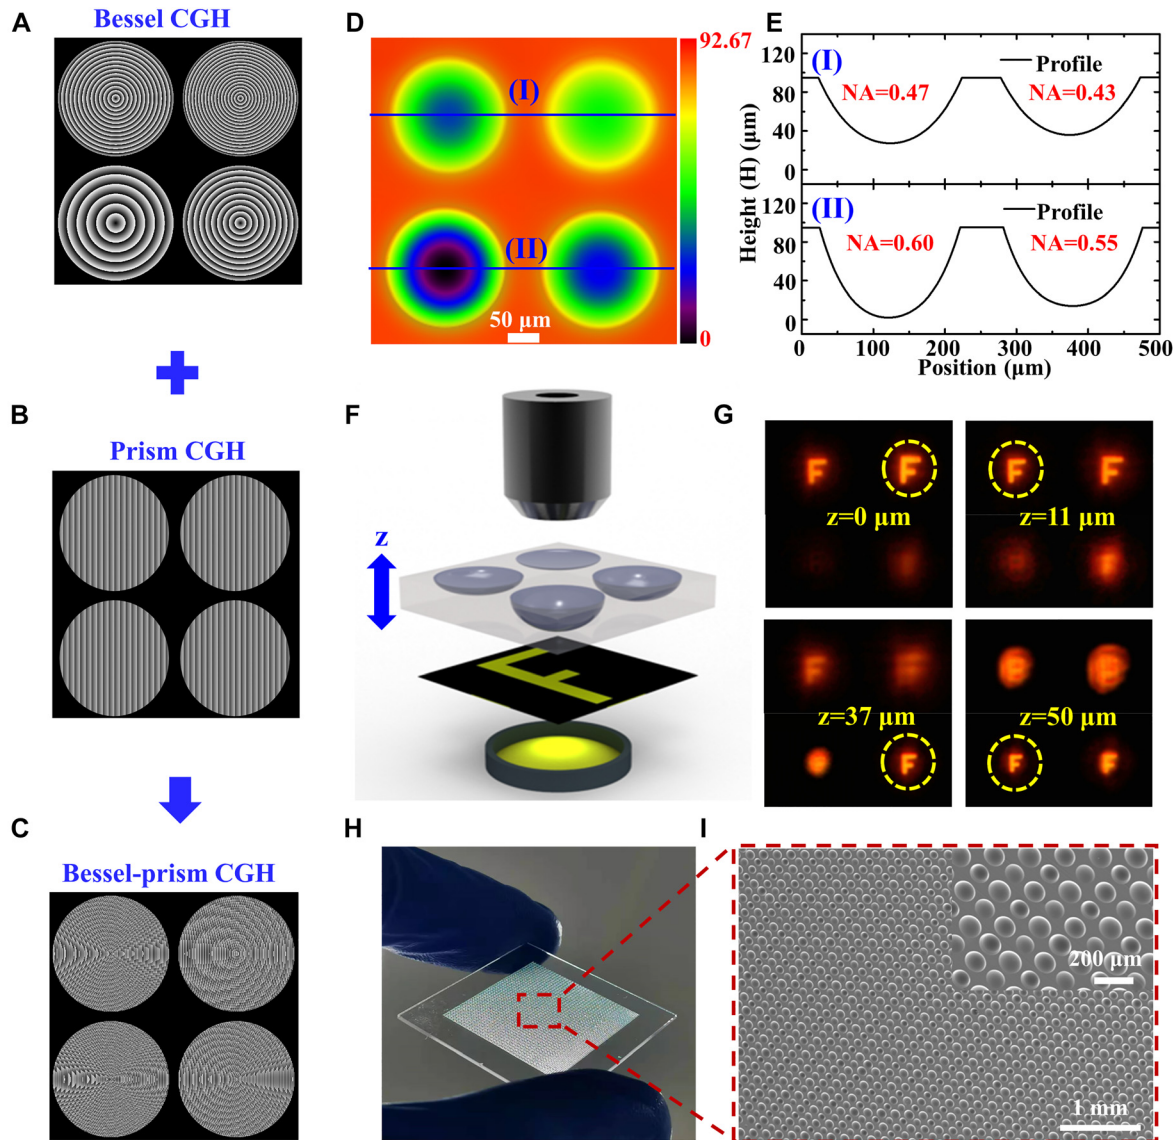 A
Bessel CGH
B
Prism CGH
C
Bessel-prism CGH
D
(I)
(II)
50 µm
92.67
0
E
Height (H) (µm)
120
80
40
0
(I)
Profile
NA=0.47
NA=0.43
120
80
40
0
(II)
Profile
NA=0.60
NA=0.55
0
100
200
300
400
500
Position (µm)
F
z
F
G
F
F
z=0 µm
F
F
z=11 µm
F
F
z=37 µm
F
z=50 µm
F
F
H
I
200 µm
1 mm